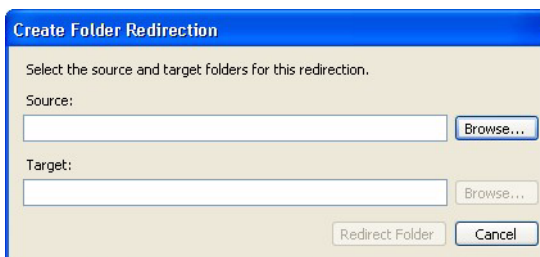 Create Folder Redirection
Select the source and target folders for this redirection.
Source:
Browse...
Target:
Browse...
Redirect Folder Cancel